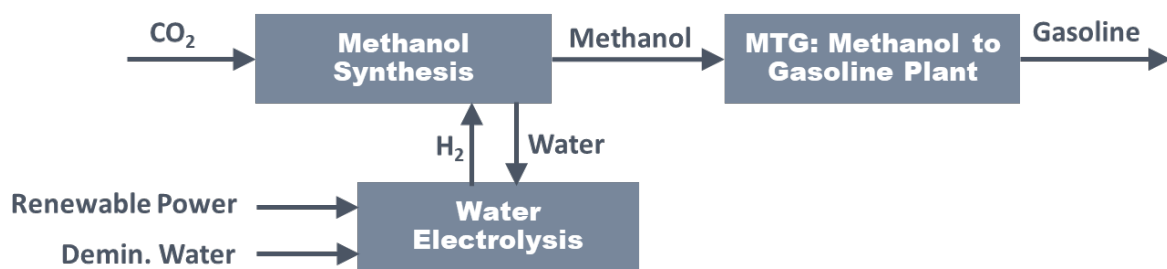 CO₂
Methanol
Synthesis
Methanol
MTG: Methanol to
Gasoline Plant
Gasoline
H₂
Water
Renewable Power
Demin. Water
Water
Electrolysis